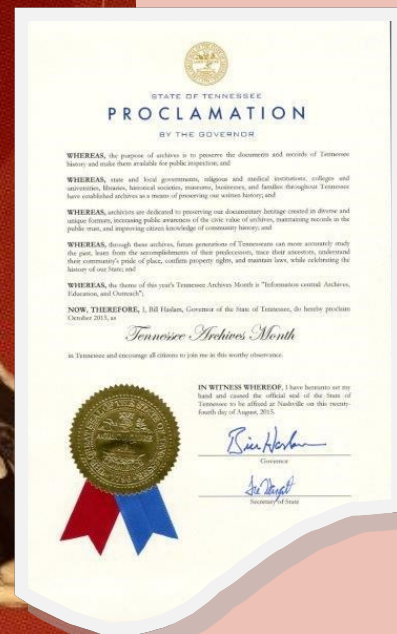 STATE OF TENNESSEE
PROCLAMATION
BY THE GOVERNOR
WHEREAS, the purpose of archives is to preserve the documents and records of Tennessee
history and make them available for public inspection; and
WHEREAS, state and local governments, religious and medical institutions, colleges and
universities, libraries, historical societies, museums, businesses, and families throughout Tennessee
have established archives as a means of preserving our written history; and
WHEREAS, archivists are dedicated to preserving our documentary heritage created in diverse and
unique formats, increasing public awareness of the civic value of archives, maintaining records in the
public trust, and improving citizen knowledge of community history; and
WHEREAS, through these archives, future generations of Tennesseans can more accurately study
the past, learn from the accomplishments of their predecessors, trace their ancestors, understand
their community's pride of place, confirm property rights, and maintain laws, while celebrating the
history of our State; and
WHEREAS, the theme of this year's Tennessee Archives Month is "Information central: Archives,
Education, and Outreach";
NOW, THEREFORE, I, Bill Haslam, Governor of the State of Tennessee, do hereby proclaim
October 2015, as
Tennessee Archives Month
in Tennessee and encourage all citizens to join me in this worthy observance.
IN WITNESS WHEREOF, I have hereunto set my
hand and caused the official seal of the State of
Tennessee to be affixed at Nashville on this twenty-
fourth day of August, 2015.
Bill Haslam
Governor
Tre Hargett
Secretary of State